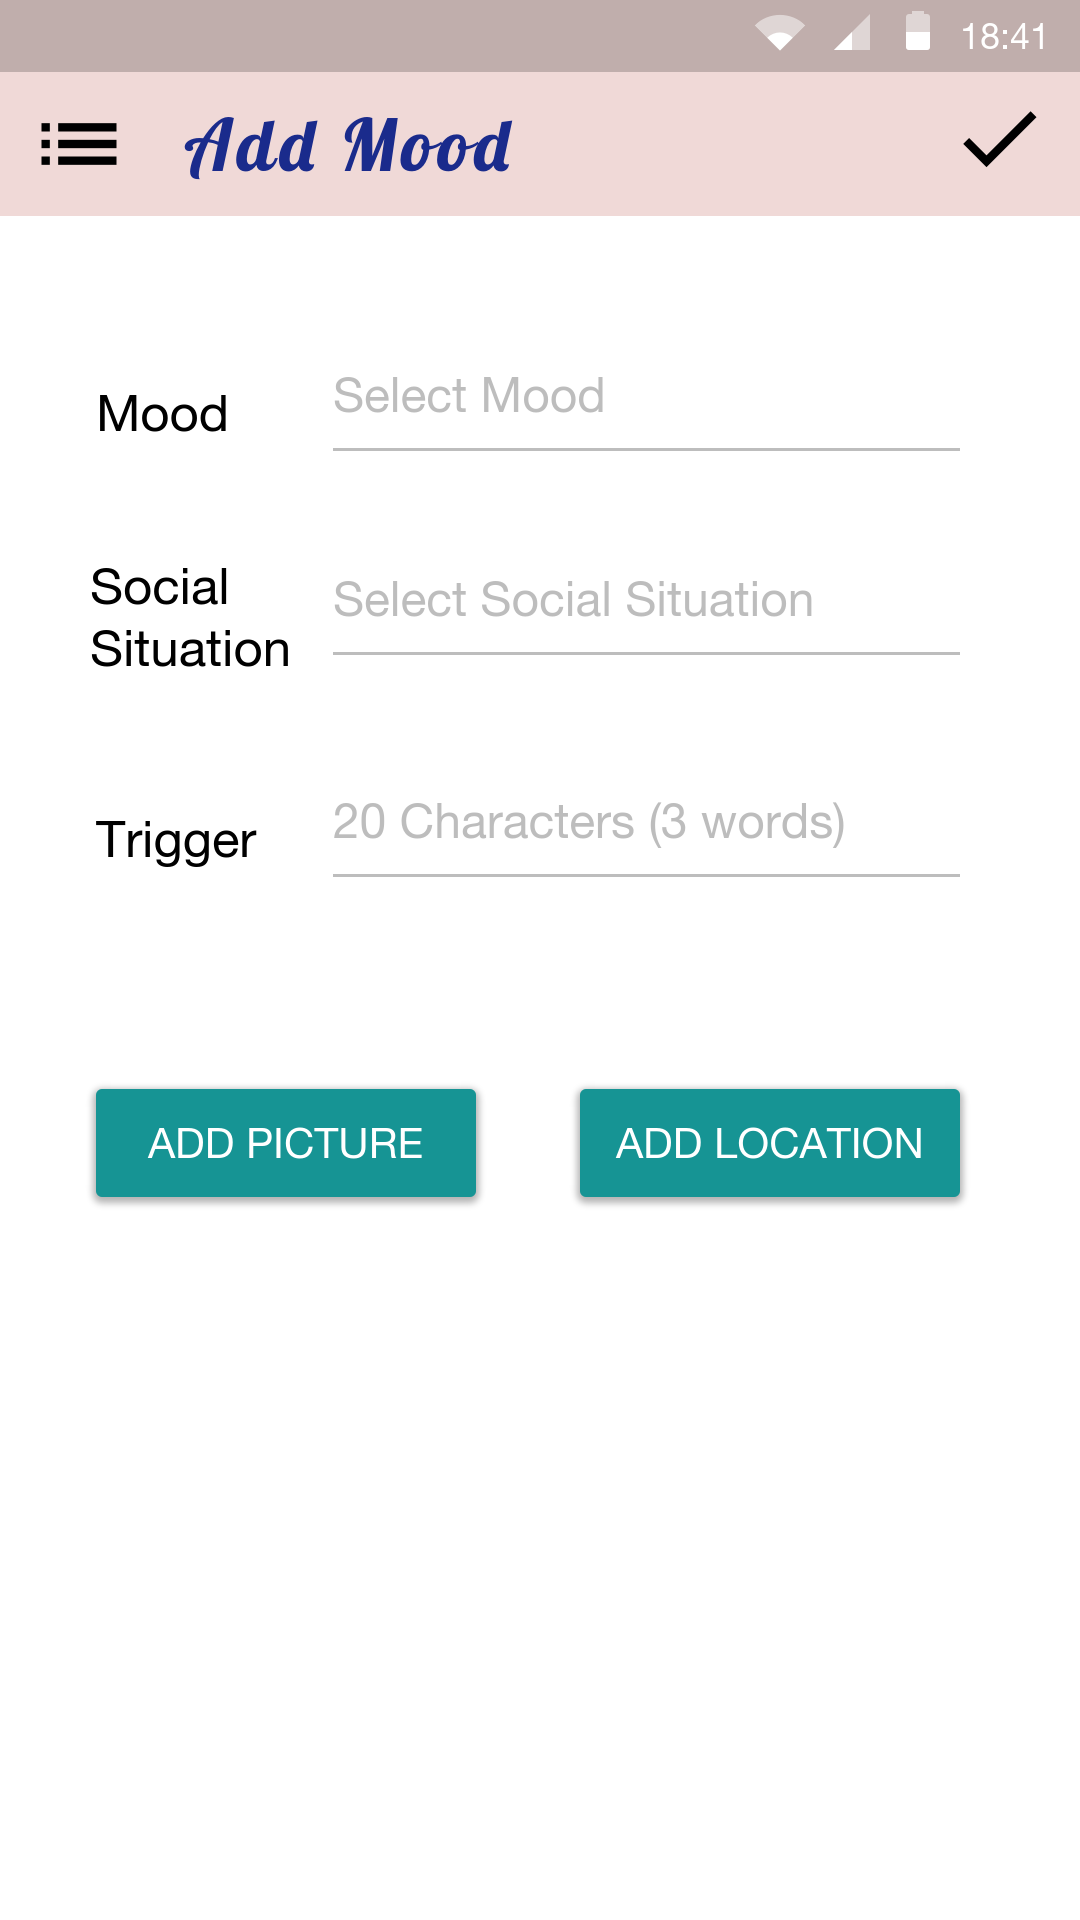 18:41
Add Mood
Mood
Select Mood
Social
Situation
Select Social Situation
Trigger
20 Characters (3 words)
ADD PICTURE
ADD LOCATION